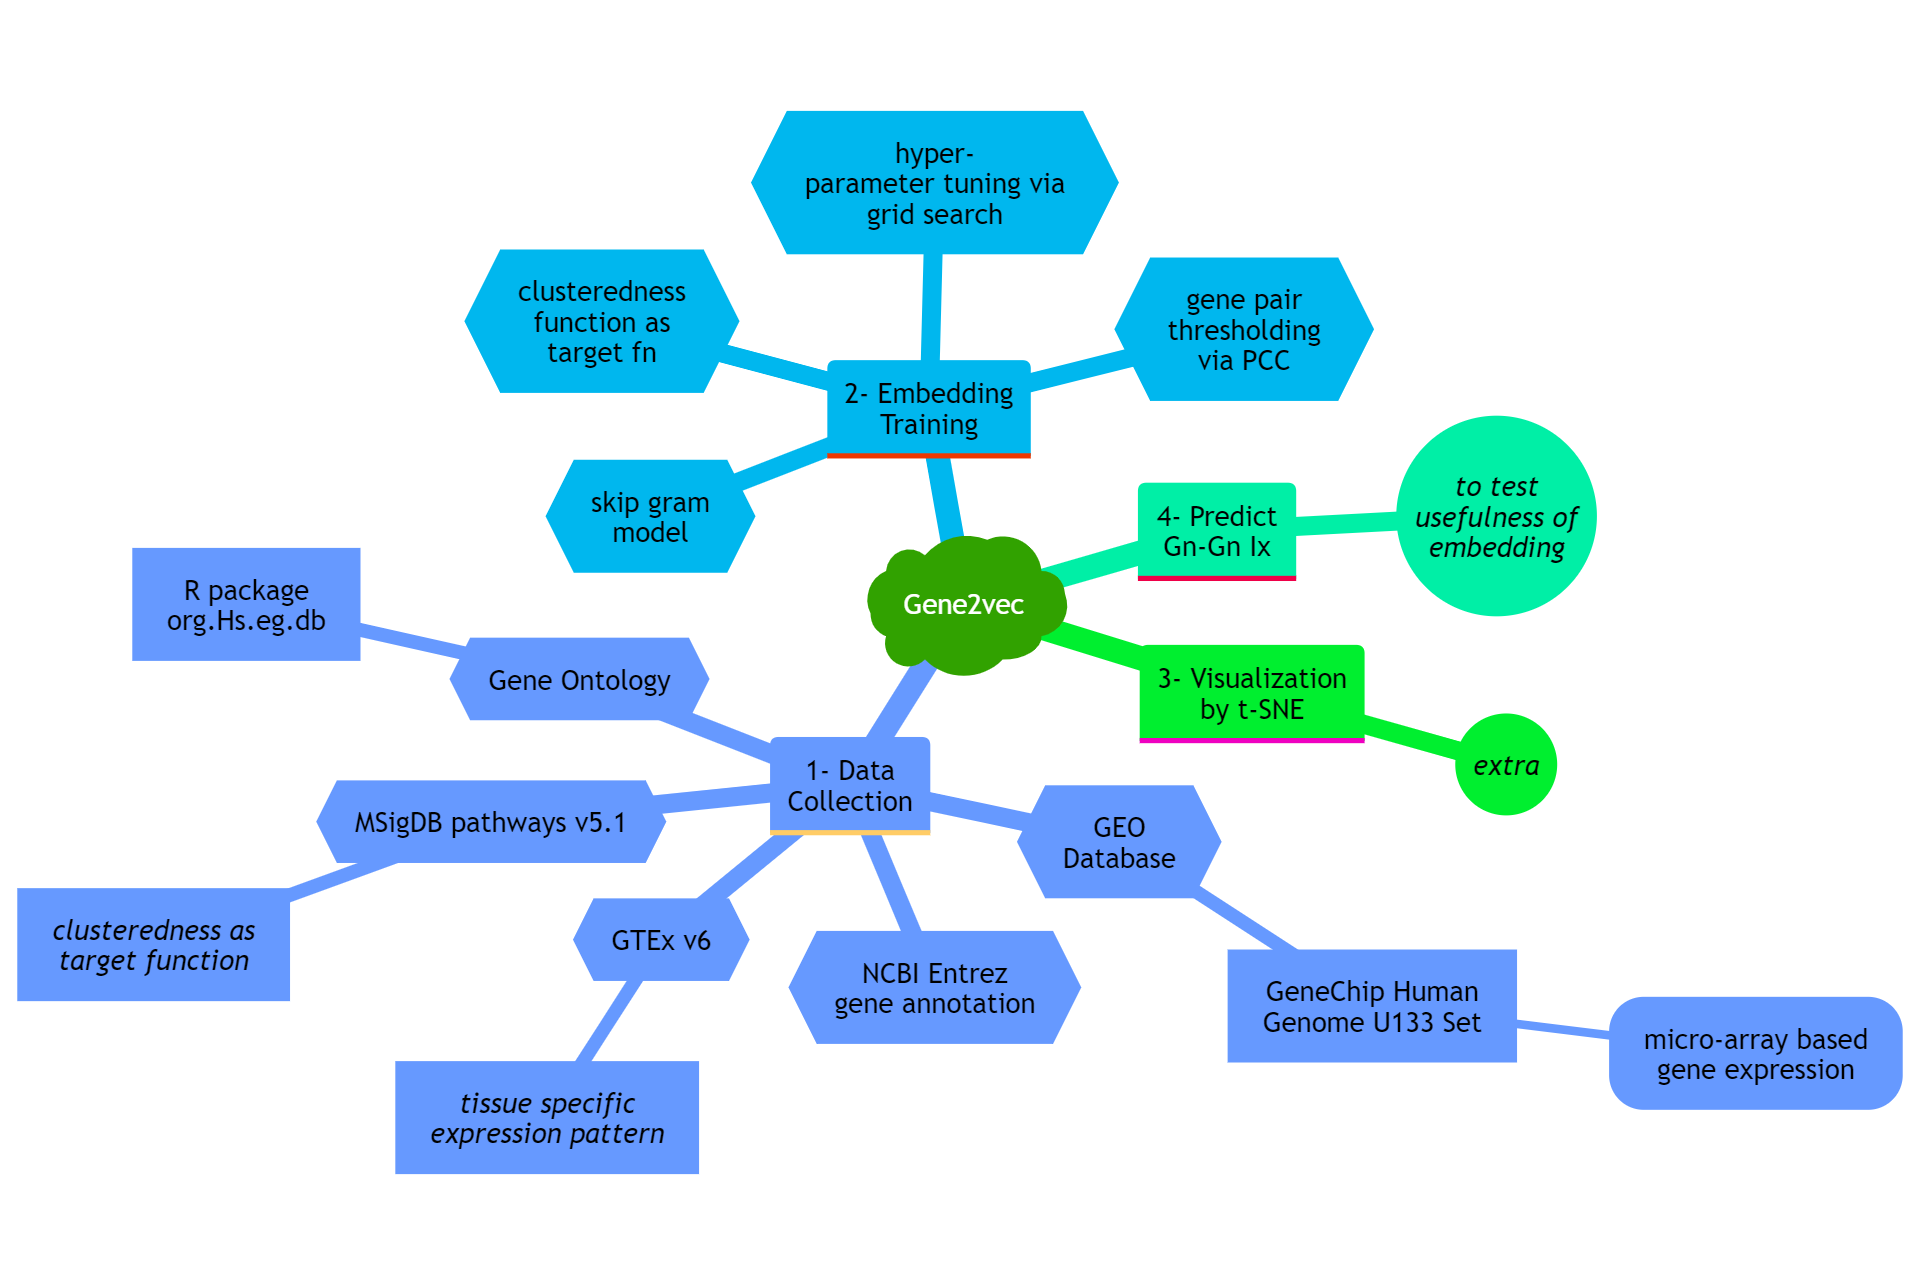 hyper-
parameter tuning via
grid search
clusteredness
function as
target fn
gene pair
thresholding
via PCC
2- Embedding
Training
skip gram
model
4- Predict
Gn-Gn Ix
to test
usefulness of
embedding
Gene2vec
R package
org.Hs.eg.db
Gene Ontology
3- Visualization
by t-SNE
extra
1- Data
Collection
MSigDB pathways v5.1
GEO
Database
clusteredness as
target function
GTEx v6
NCBI Entrez
gene annotation
GeneChip Human
Genome U133 Set
micro-array based
gene expression
tissue specific
expression pattern